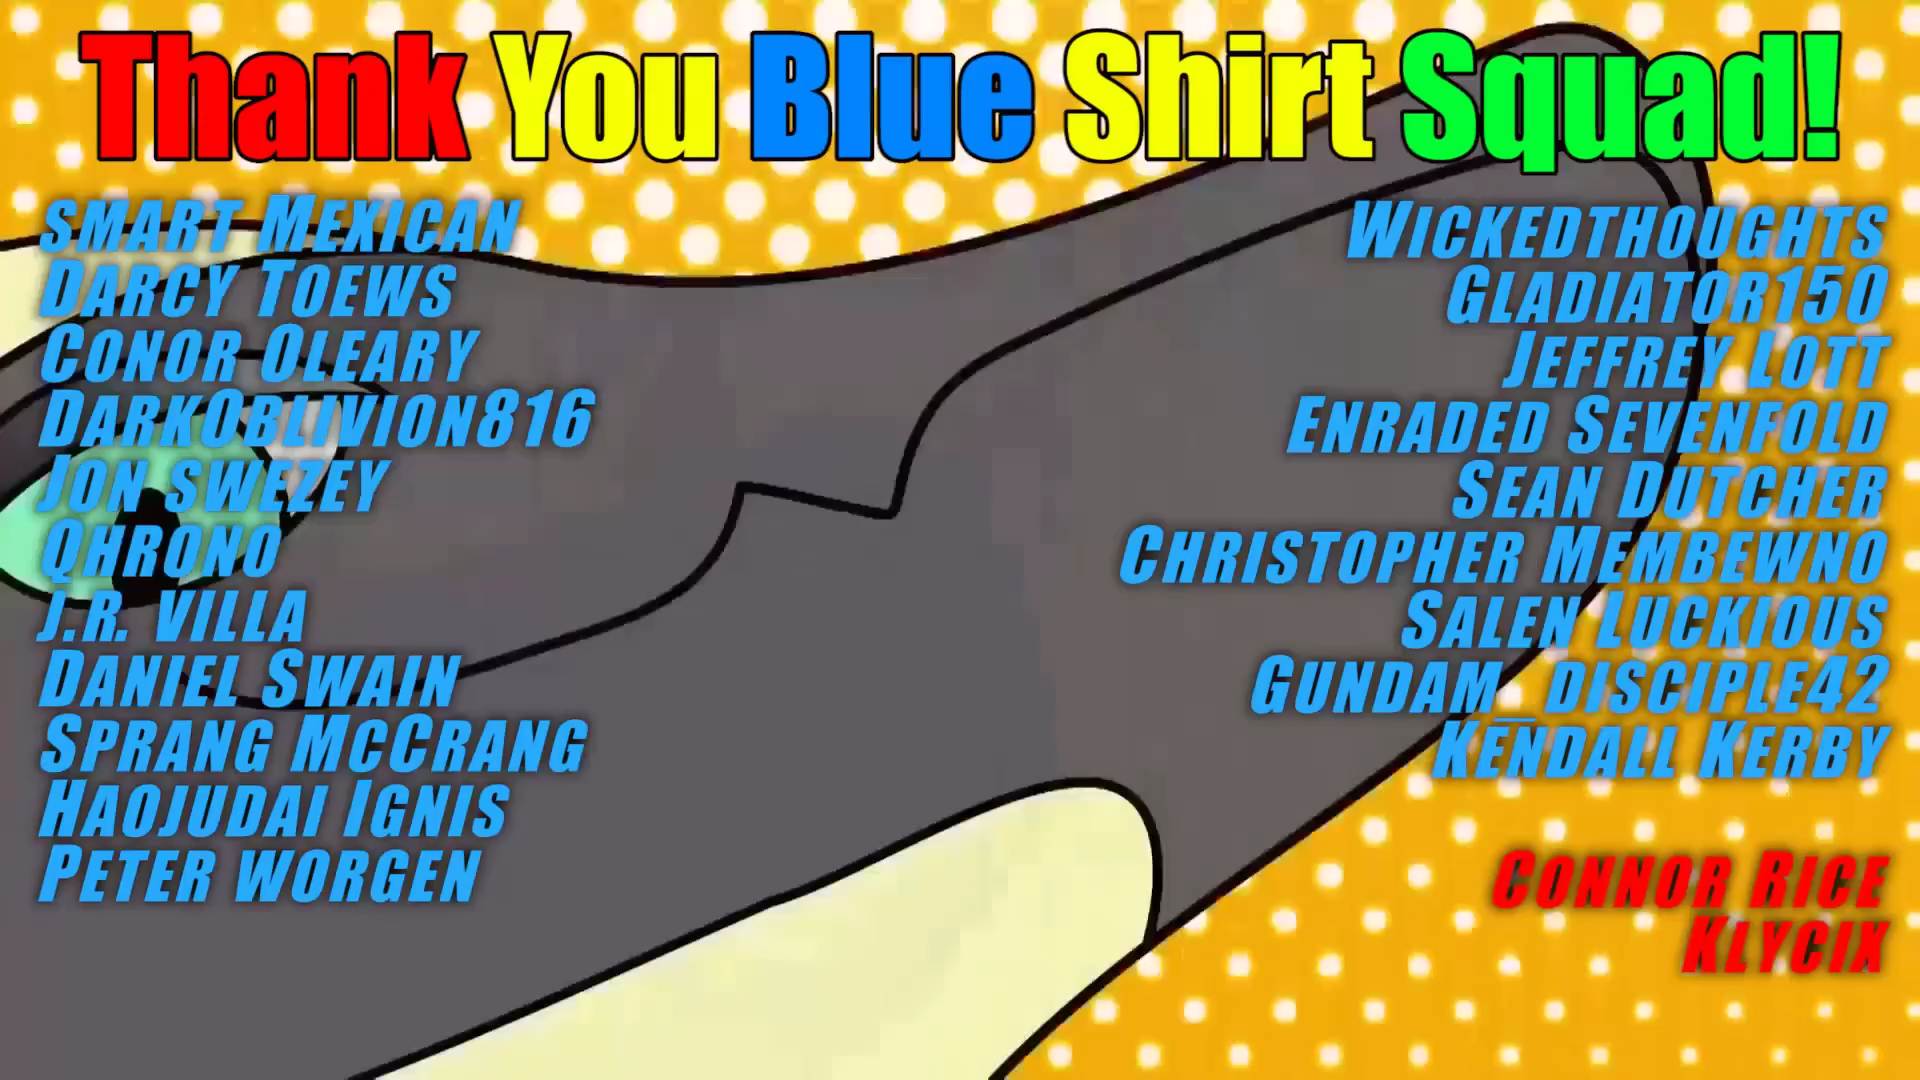 Thank You Blue Shirt Squad!
smart Mexican
Darcy Toews
Conor Oleary
DarkOblivion816
Jon swezey
Qhrono
J.R. Villa
Daniel Swain
Sprang McCrang
Haojudai Ignis
Peter worgen
Wickedthoughts
Gladiator150
Jeffrey Lott
Enraded Sevenfold
Sean Dutcher
Christopher Membewno
Salen Luckious
Gundam_disciple42
Kendall Kerby
Connor Rice
Klycix